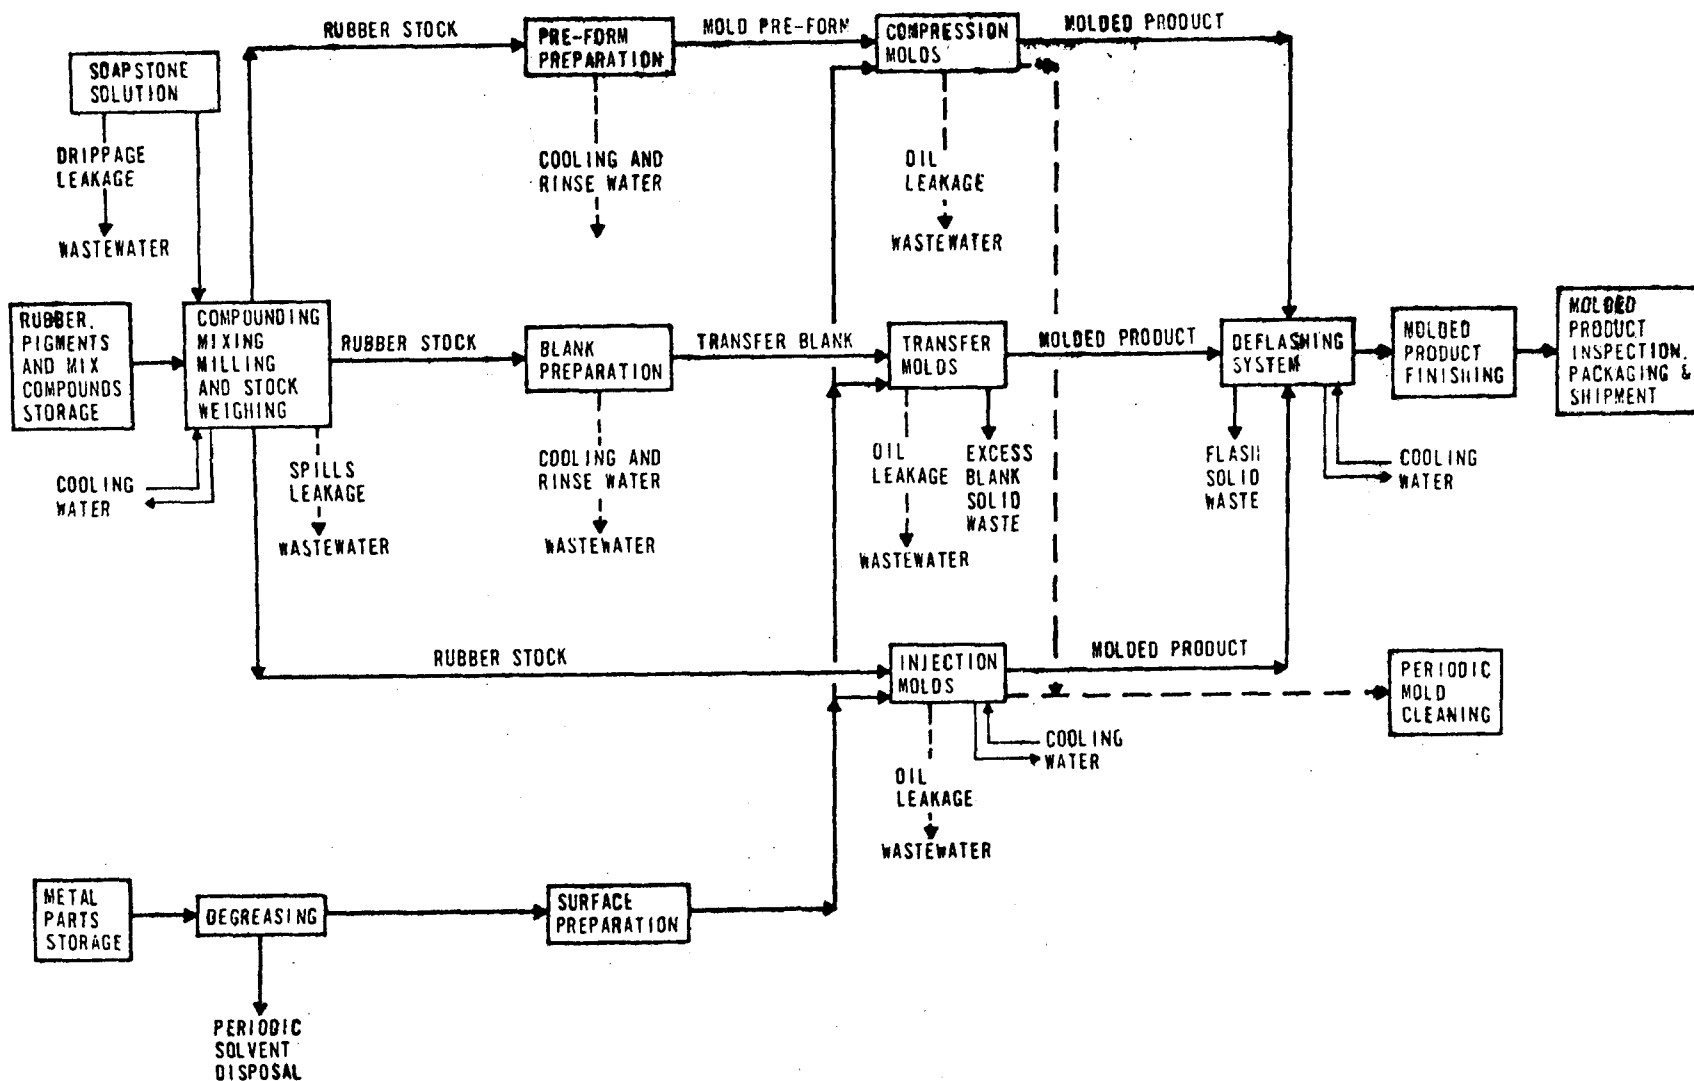 RUBBER STOCK
PRE-FORM
PREPARATION
MOLD PRE-FORM
COMPRESSION
MOLDS
MOLDED PRODUCT
SOAPSTONE
SOLUTION
DRIPPAGE
LEAKAGE
WASTEWATER
COOLING AND
RINSE WATER
OIL
LEAKAGE
WASTEWATER
RUBBER,
PIGMENTS
AND MIX
COMPOUNDS
STORAGE
COMPOUNDING
MIXING
MILLING
AND STOCK
WEIGHING
RUBBER STOCK
BLANK
PREPARATION
TRANSFER BLANK
TRANSFER
MOLDS
MOLDED PRODUCT
DEFLASHING
SYSTEM
MOLDED
PRODUCT
FINISHING
MOLDED
PRODUCT
INSPECTION,
PACKAGING &
SHIPMENT
COOLING
WATER
SPILLS
LEAKAGE
WASTEWATER
COOLING AND
RINSE WATER
WASTEWATER
OIL
LEAKAGE
WASTEWATER
EXCESS
BLANK
SOLID
WASTE
FLASH
SOLID
WASTE
COOLING
WATER
RUBBER STOCK
INJECTION
MOLDS
MOLDED PRODUCT
PERIODIC
MOLD
CLEANING
COOLING
WATER
OIL
LEAKAGE
WASTEWATER
METAL
PARTS
STORAGE
DEGREASING
SURFACE
PREPARATION
PERIODIC
SOLVENT
DISPOSAL